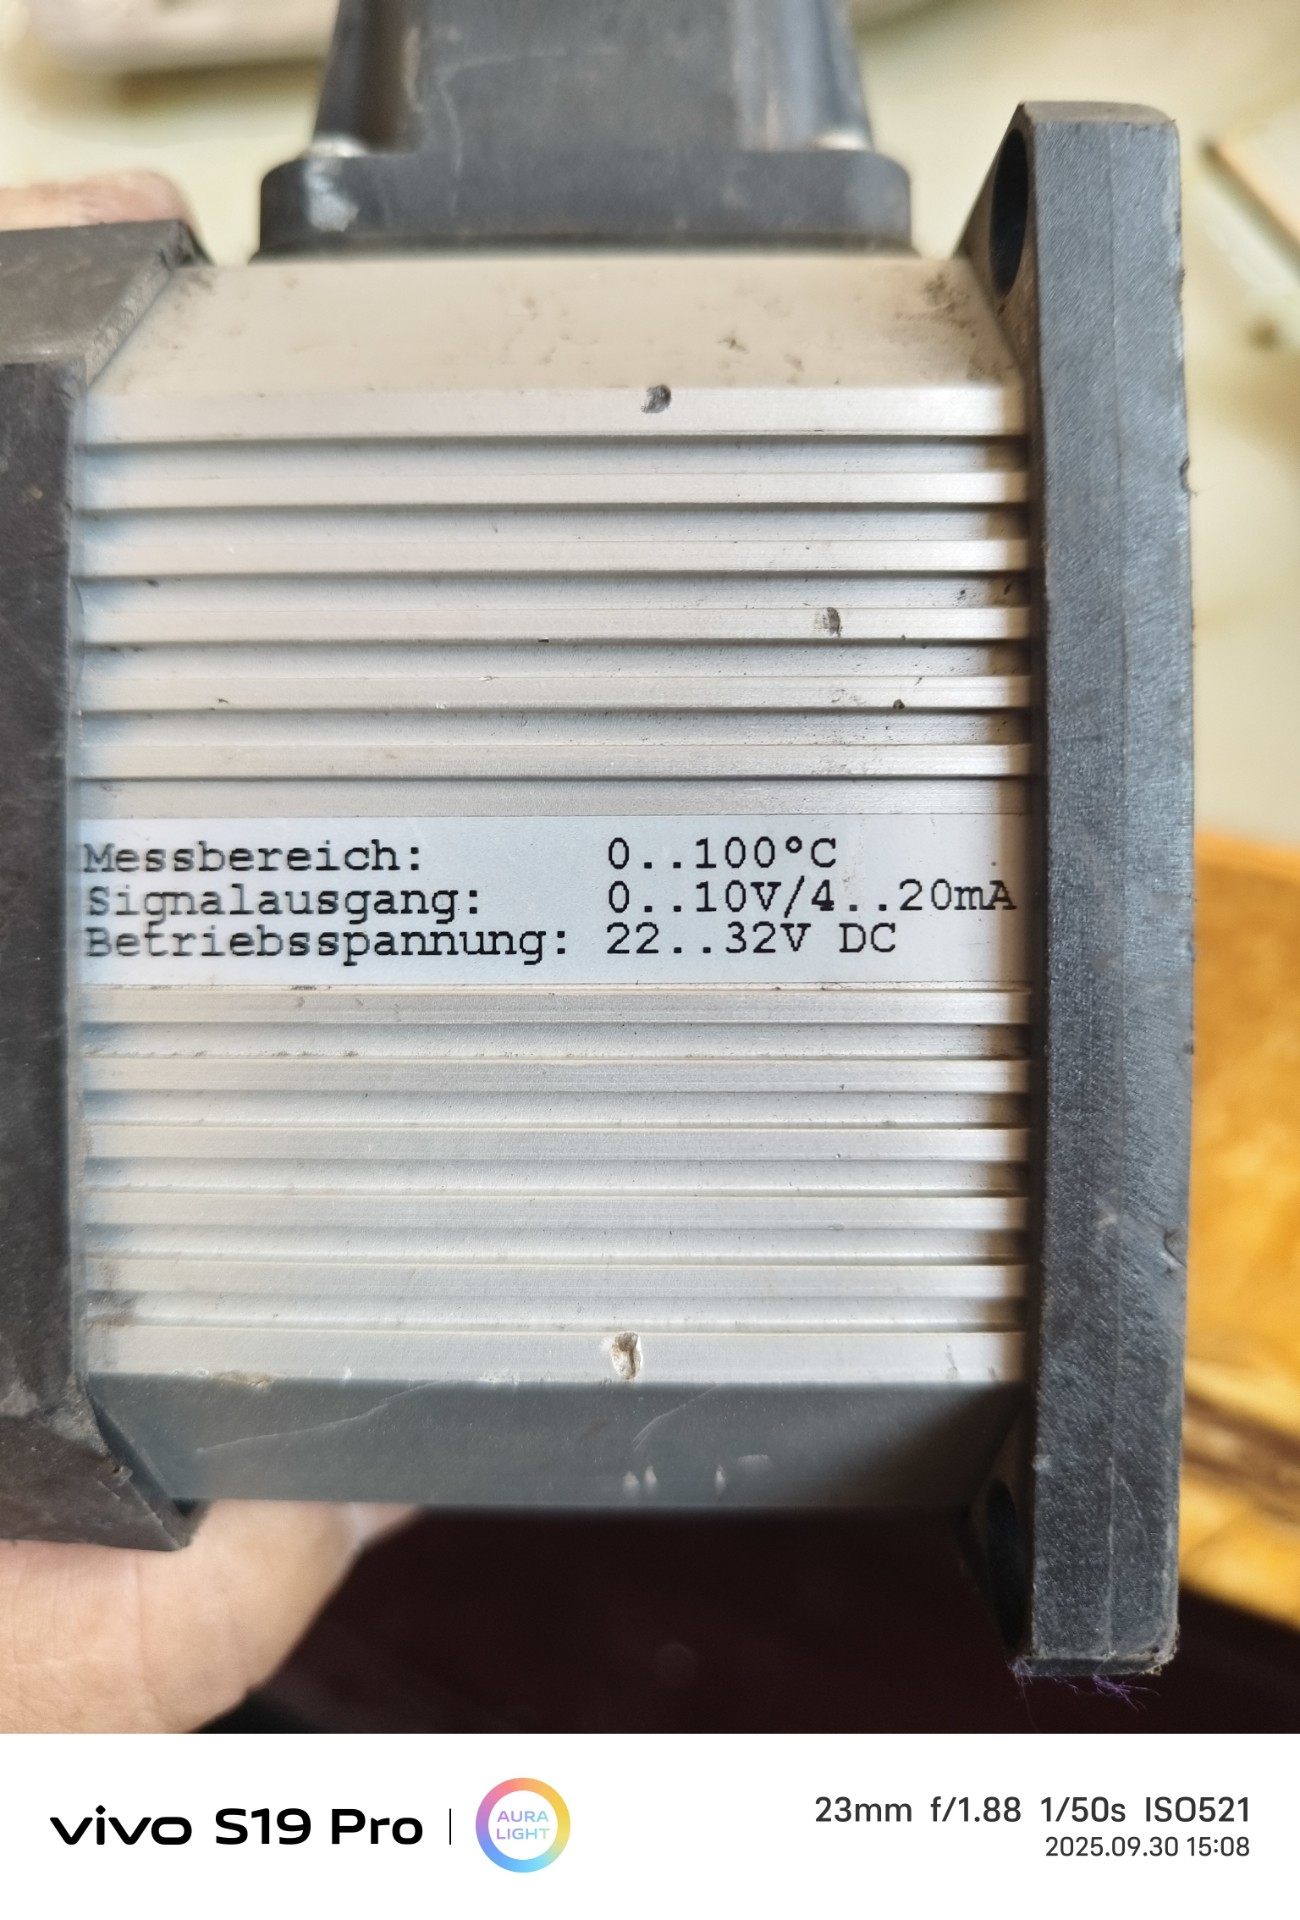 Messbereich: 0..100°C
Signalausgang: 0..10V/4..20mA
Betriebsspannung: 22..32V DC
vivo S19 Pro | AURA LIGHT
23mm f/1.88 1/50s ISO521
2025.09.30 15:08